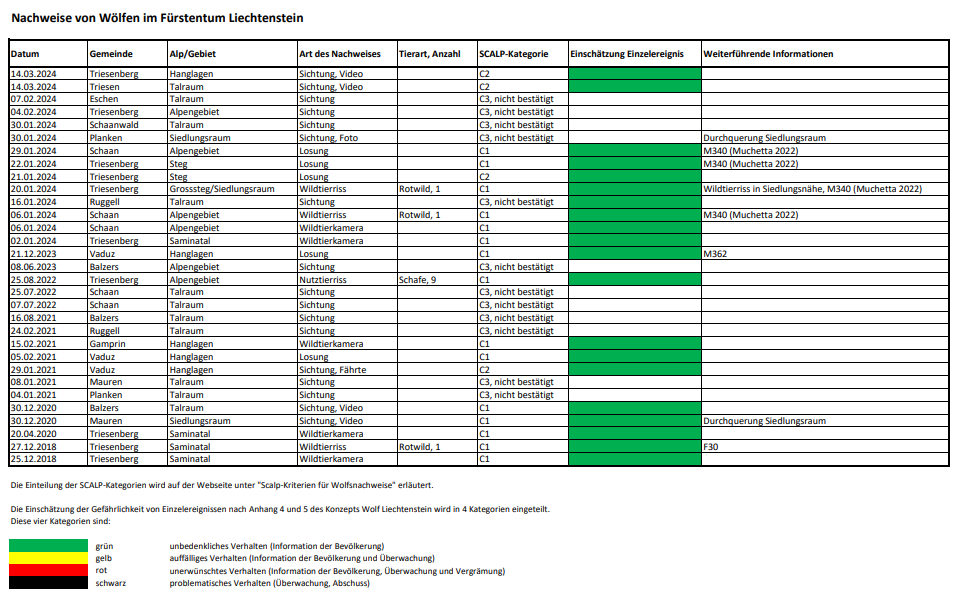 Nachweise von Wölfen im Fürstentum Liechtenstein
Datum Gemeinde Alp/Gebiet Art des Nachweises Tierart, Anzahl SCALP-Kategorie Einschätzung Einzelereignis Weiterführende Informationen
14.03.2024 Triesenberg Hanglagen Sichtung, Video C2
14.03.2024 Triesen Talraum Sichtung, Video C2
07.02.2024 Eschen Talraum Sichtung C3, nicht bestätigt
04.02.2024 Triesenberg Alpengebiet Sichtung C3, nicht bestätigt
30.01.2024 Schaanwald Talraum Sichtung C3, nicht bestätigt
30.01.2024 Planken Siedlungsraum Sichtung, Foto C3, nicht bestätigt Durchquerung Siedlungsraum
29.01.2024 Schaan Alpengebiet Losung C1 M340 (Muchetta 2022)
22.01.2024 Triesenberg Steg Losung C1 M340 (Muchetta 2022)
21.01.2024 Triesenberg Steg Losung C2
20.01.2024 Triesenberg Grosssteg/Siedlungsraum Wildtierriss Rotwild, 1 C1 Wildtierriss in Siedlungsnähe, M340 (Muchetta 2022)
16.01.2024 Ruggell Talraum Sichtung C3, nicht bestätigt
06.01.2024 Schaan Alpengebiet Wildtierriss Rotwild, 1 C1 M340 (Muchetta 2022)
06.01.2024 Schaan Alpengebiet Wildtierkamera C1
02.01.2024 Triesenberg Saminatal Wildtierkamera C1
21.12.2023 Vaduz Hanglagen Losung C1 M362
08.06.2023 Balzers Alpengebiet Sichtung C3, nicht bestätigt
25.08.2022 Triesenberg Alpengebiet Nutztierriss Schafe, 9 C1
25.07.2022 Schaan Talraum Sichtung C3, nicht bestätigt
07.07.2022 Schaan Talraum Sichtung C3, nicht bestätigt
16.08.2021 Balzers Talraum Sichtung C3, nicht bestätigt
24.02.2021 Ruggell Talraum Sichtung C3, nicht bestätigt
15.02.2021 Gamprin Hanglagen Wildtierkamera C1
05.02.2021 Vaduz Hanglagen Losung C1
29.01.2021 Vaduz Hanglagen Sichtung, Fährte C2
08.01.2021 Mauren Talraum Sichtung C3, nicht bestätigt
04.01.2021 Planken Talraum Sichtung C3, nicht bestätigt
30.12.2020 Balzers Talraum Sichtung, Video C1
30.12.2020 Mauren Siedlungsraum Sichtung, Video C1 Durchquerung Siedlungsraum
20.04.2020 Triesenberg Saminatal Wildtierkamera C1
27.12.2018 Triesenberg Saminatal Wildtierriss Rotwild, 1 C1 F30
25.12.2018 Triesenberg Saminatal Wildtierkamera C1
Die Einteilung der SCALP-Kategorien wird auf der Webseite unter "Scalp-Kriterien für Wolfsnachweise" erläutert.
Die Einschätzung der Gefährlichkeit von Einzelereignissen nach Anhang 4 und 5 des Konzepts Wolf Liechtenstein wird in 4 Kategorien eingeteilt.
Diese vier Kategorien sind:
grün unbedenkliches Verhalten (Information der Bevölkerung)
gelb auffälliges Verhalten (Information der Bevölkerung und Überwachung)
rot unerwünschtes Verhalten (Information der Bevölkerung, Überwachung und Vergrämung)
schwarz problematisches Verhalten (Überwachung, Abschuss)